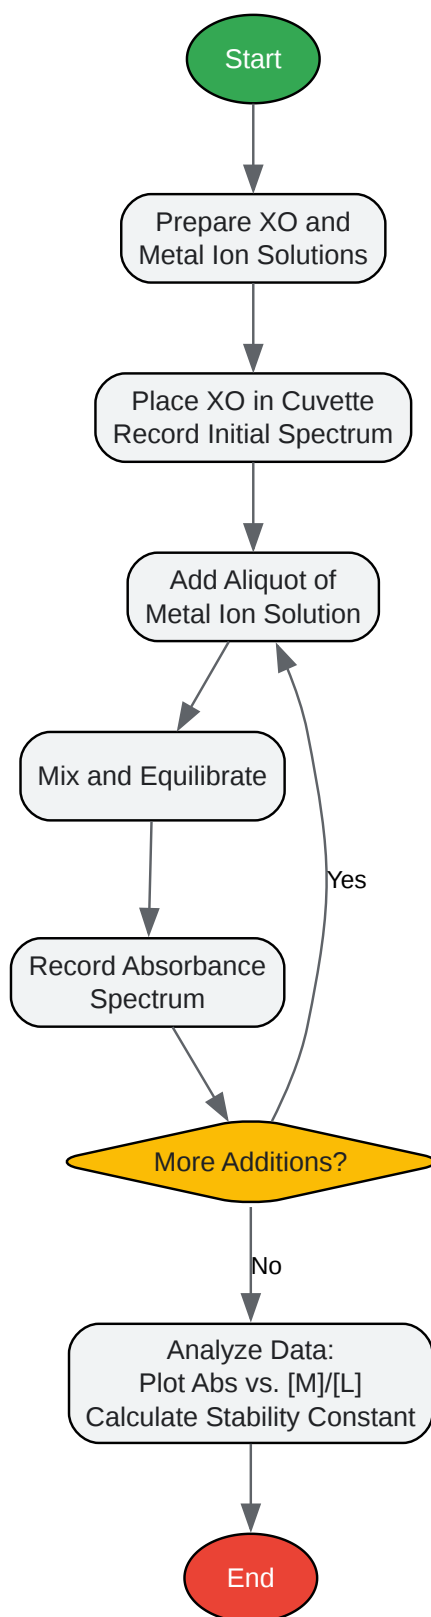 Start
Prepare XO and
Metal Ion Solutions
Place XO in Cuvette
Record Initial Spectrum
Add Aliquot of
Metal Ion Solution
Mix and Equilibrate
Yes
Record Absorbance
Spectrum
More Additions?
No
Analyze Data:
Plot Abs vs. [M]/[L]
Calculate Stability Constant
End